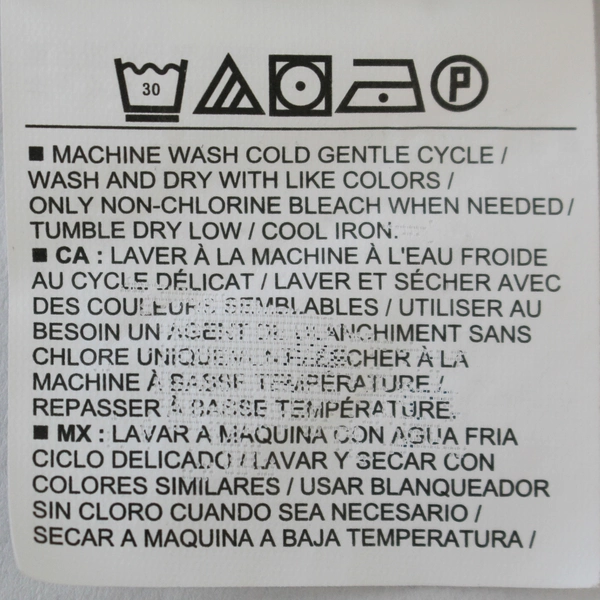 30 P
■ MACHINE WASH COLD GENTLE CYCLE /
WASH AND DRY WITH LIKE COLORS /
ONLY NON-CHLORINE BLEACH WHEN NEEDED /
TUMBLE DRY LOW / COOL IRON.
■ CA : LAVER À LA MACHINE À L'EAU FROIDE
AU CYCLE DÉLICAT / LAVER ET SÉCHER AVEC
DES COULEURS SEMBLABLES / UTILISER AU
BESOIN UN AGENT DE BLANCHIMENT SANS
CHLORE UNIQUEMENT / SÉCHER À LA
MACHINE À BASSE TEMPÉRATURE /
REPASSER À BASSE TEMPÉRATURE.
■ MX : LAVAR A MAQUINA CON AGUA FRIA
CICLO DELICADO / LAVAR Y SECAR CON
COLORES SIMILARES / USAR BLANQUEADOR
SIN CLORO CUANDO SEA NECESARIO /
SECAR A MAQUINA A BAJA TEMPERATURA /